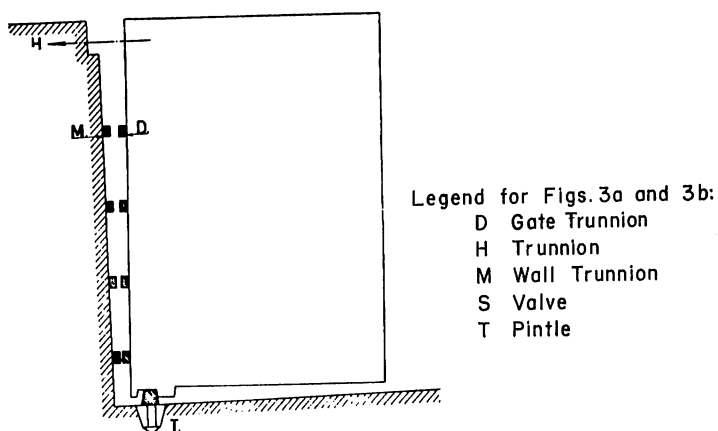 H
M
D
Legend for Figs. 3a and 3b:
D Gate Trunnion
H Trunnion
M Wall Trunnion
S Valve
T Pintle
T